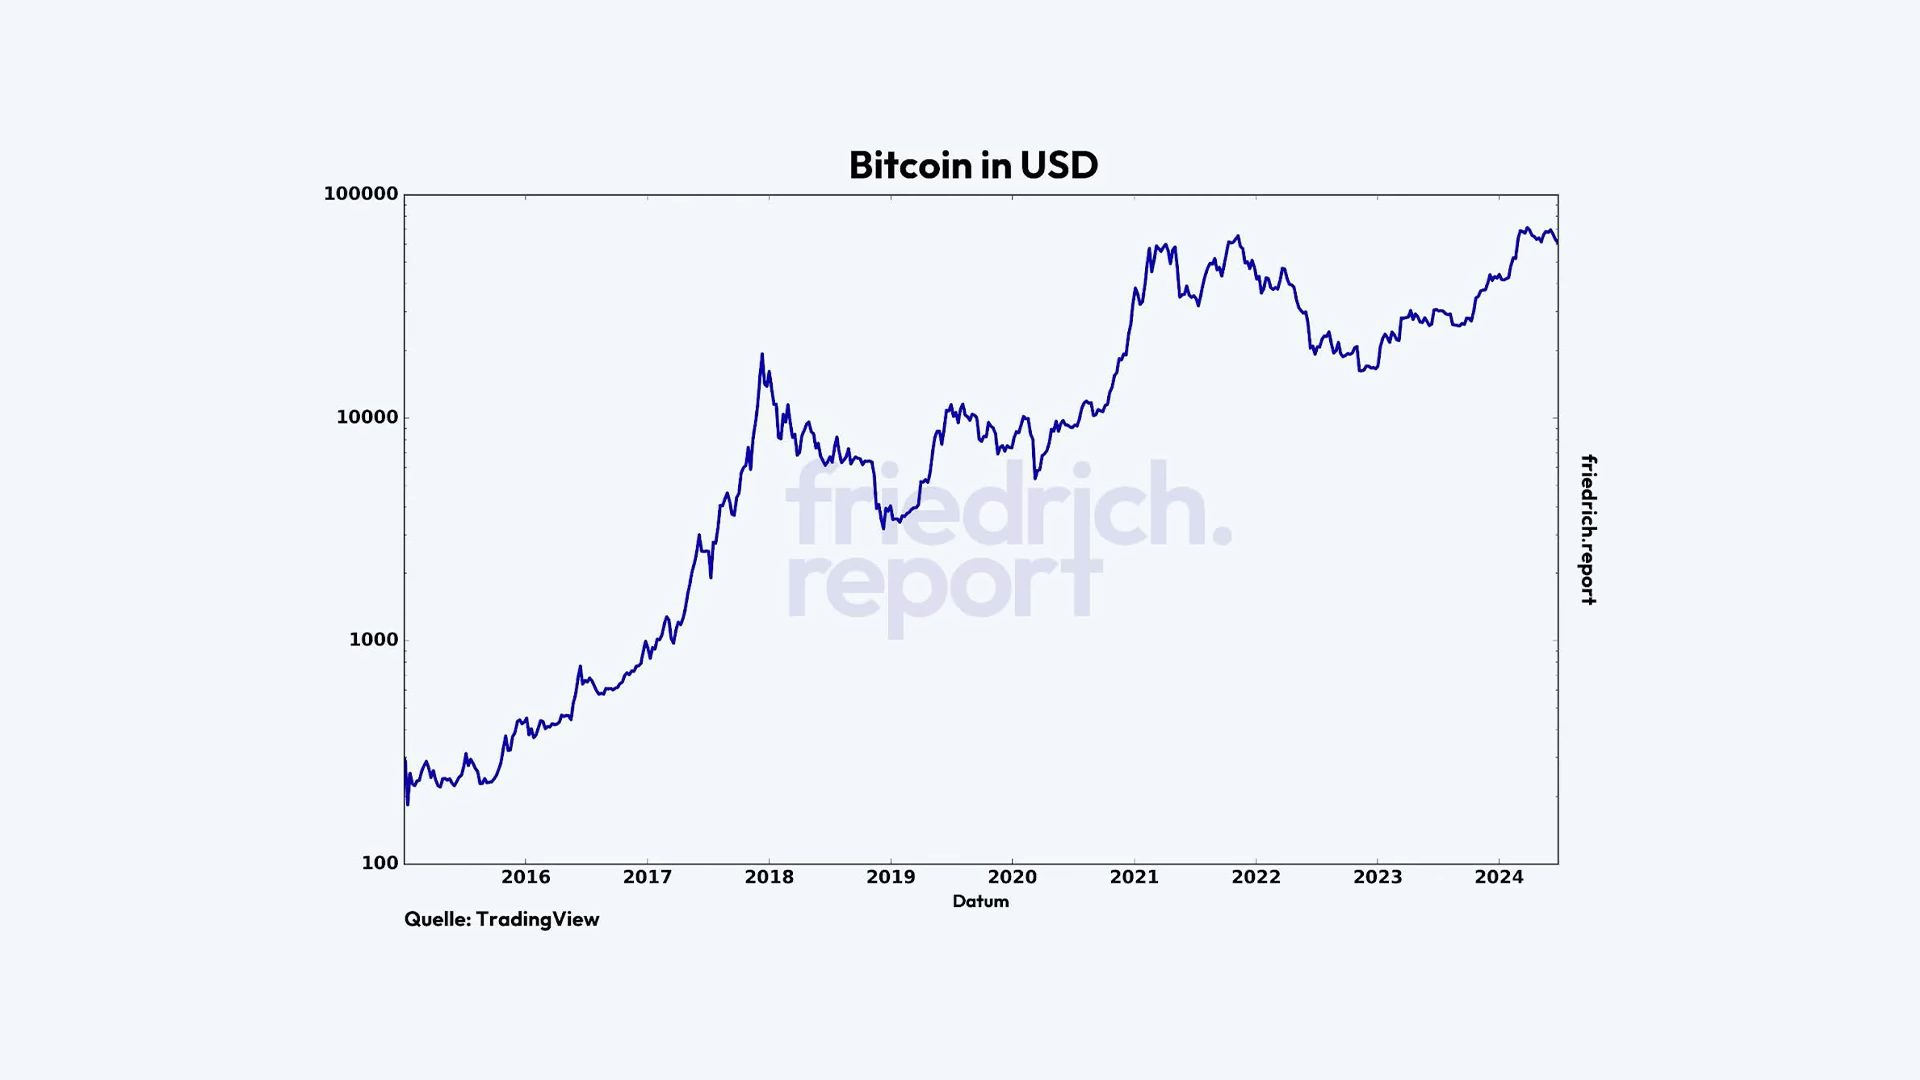 Bitcoin in USD
100000
10000
1000
100
friedrich.
report
friedrich.report
2016 2017 2018 2019 2020 2021 2022 2023 2024
Datum
Quelle: TradingView